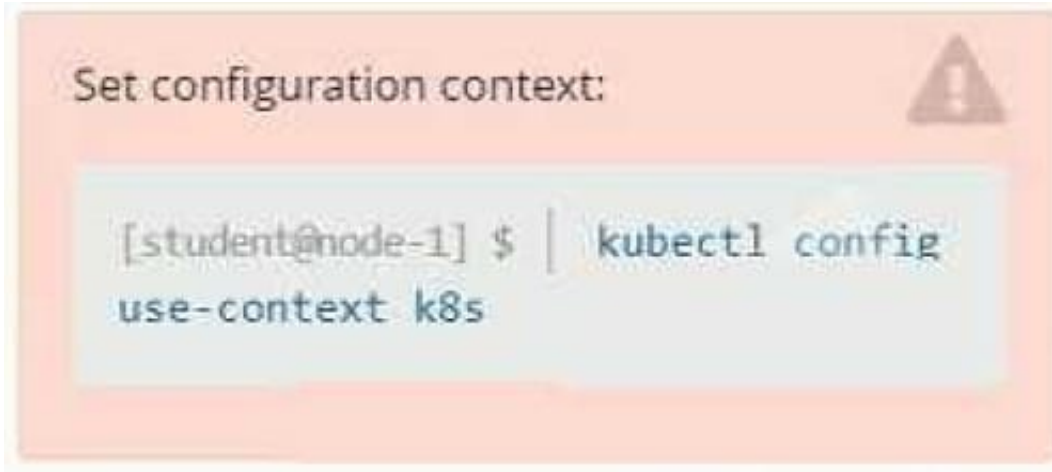 Set configuration context:
[student@node-1] $ | kubectl config
use-context k8s